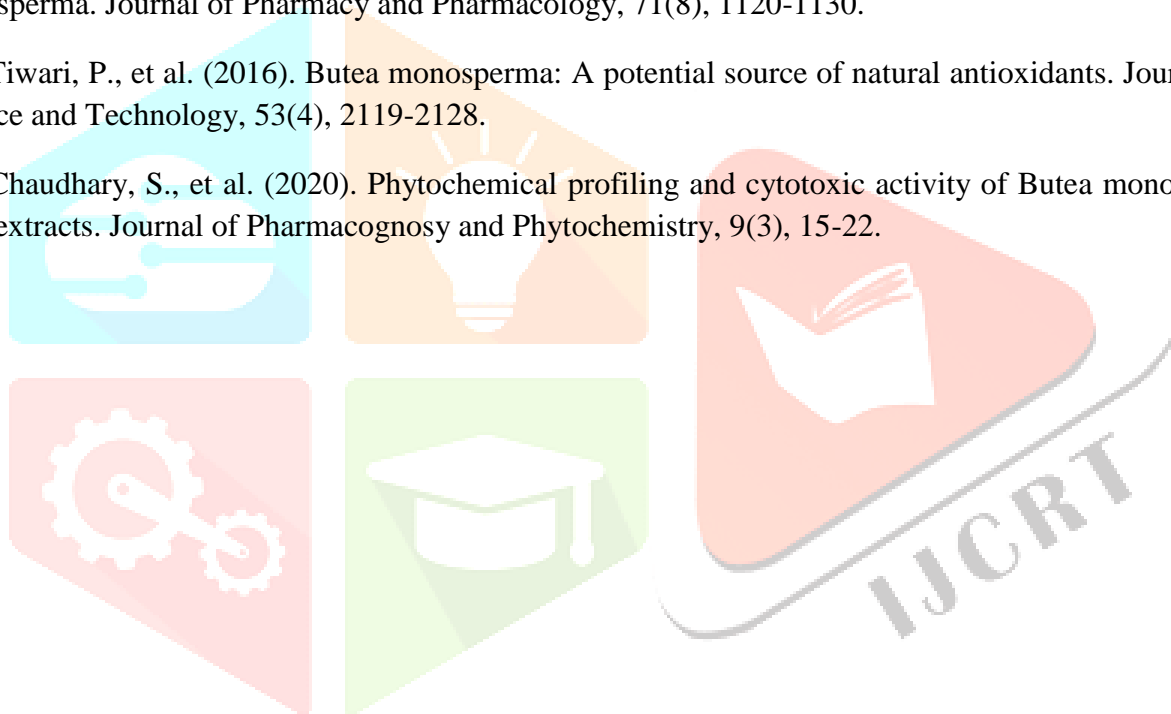 sperma. Journal of Pharmacy and Pharmacology, 71(8), 1120-1130.
Tiwari, P., et al. (2016). Butea monosperma: A potential source of natural antioxidants. Jour
ce and Technology, 53(4), 2119-2128.
Chaudhary, S., et al. (2020). Phytochemical profiling and cytotoxic activity of Butea mono
extracts. Journal of Pharmacognosy and Phytochemistry, 9(3), 15-22.
IJCRT